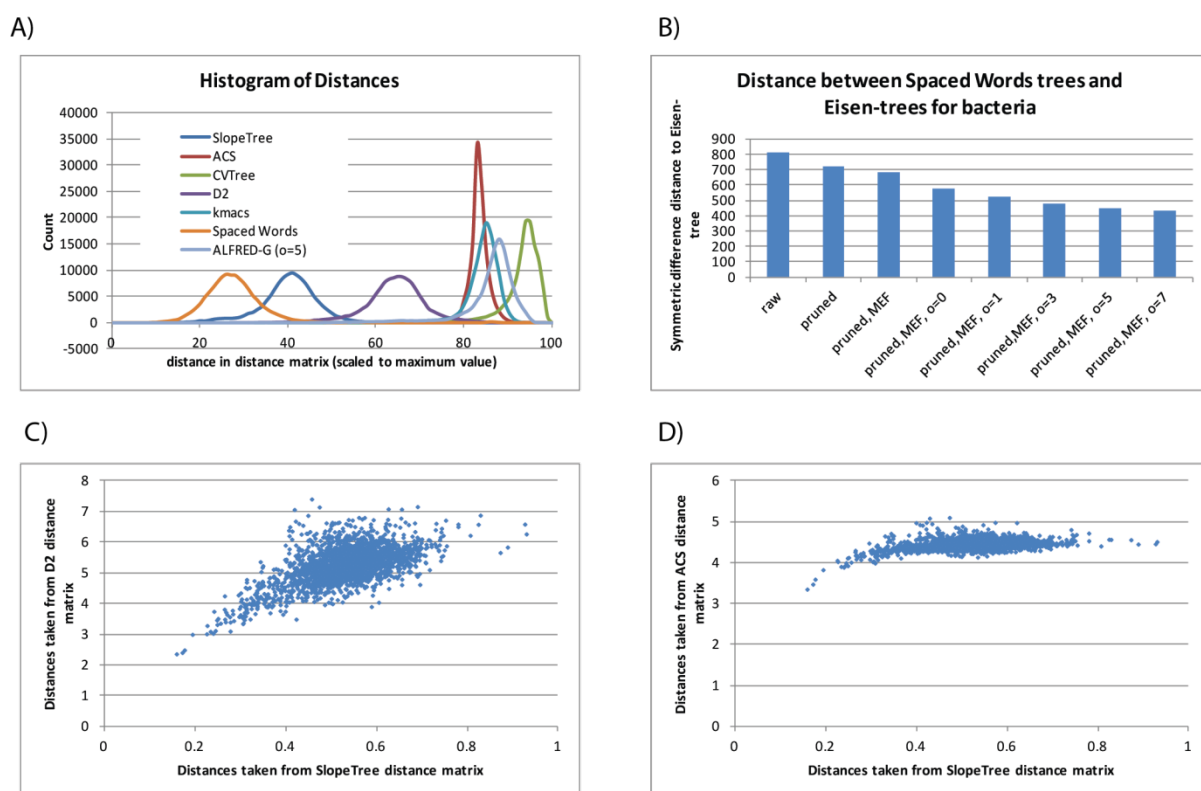 A)
Histogram of Distances
Count
40000
35000
30000
25000
20000
15000
10000
5000
0
-5000
SlopeTree
ACS
CVTree
D2
kmacs
Spaced Words
ALFRED-G (o=5)
0 20 40 60 80 100
distance in distance matrix (scaled to maximum value)
B)
Distance between Spaced Words trees and
Eisen-trees for bacteria
Symmetric difference distance to Eisen-
tree
900
800
700
600
500
400
300
200
100
0
raw
pruned
pruned, MEF
pruned, MEF, o=0
pruned, MEF, o=1
pruned,MEF, o=3
pruned, MEF, o=5
pruned, MEF, o=7
C)
Distances taken from D2 distance
matrix
8
7
6
5
4
3
2
1
0
0 0.2 0.4 0.6 0.8 1
Distances taken from SlopeTree distance matrix
D)
Distances taken from ACS distance
matrix
6
5
4
3
2
1
0
0 0.2 0.4 0.6 0.8 1
Distances taken from SlopeTree distance matrix